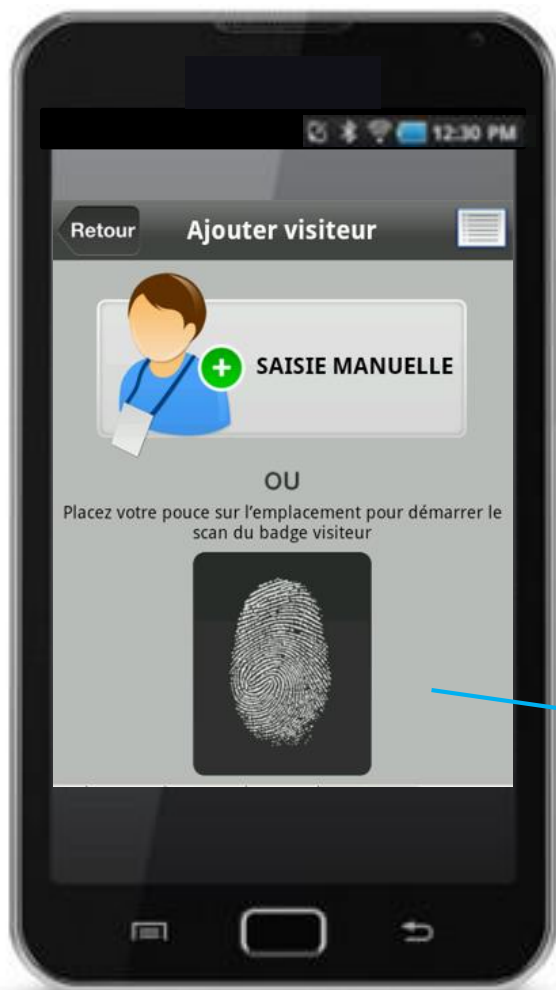 12:30 PM
Retour
Ajouter visiteur
SAISIE MANUELLE
OU
Placez votre pouce sur l'emplacement pour démarrer le
scan du badge visiteur